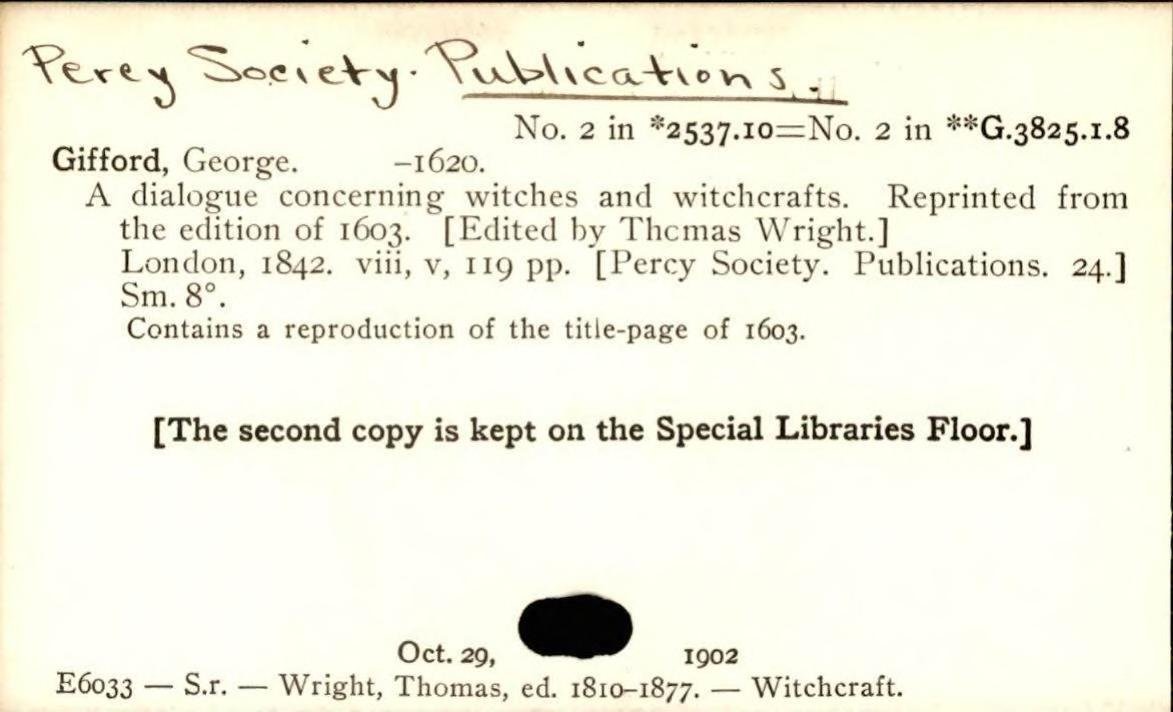 Percy Society. Publications.
No. 2 in *2537.10=No. 2 in **G.3825.1.8
Gifford, George. –1620.
A dialogue concerning witches and witchcrafts. Reprinted from
the edition of 1603. [Edited by Thcmas Wright.]
London, 1842. viii, v, 119 pp. [Percy Society. Publications. 24.]
Sm. 8°.
Contains a reproduction of the title-page of 1603.
[The second copy is kept on the Special Libraries Floor.]
Oct. 29, 1902
E6033 — S.r. — Wright, Thomas, ed. 1810–1877. — Witchcraft.